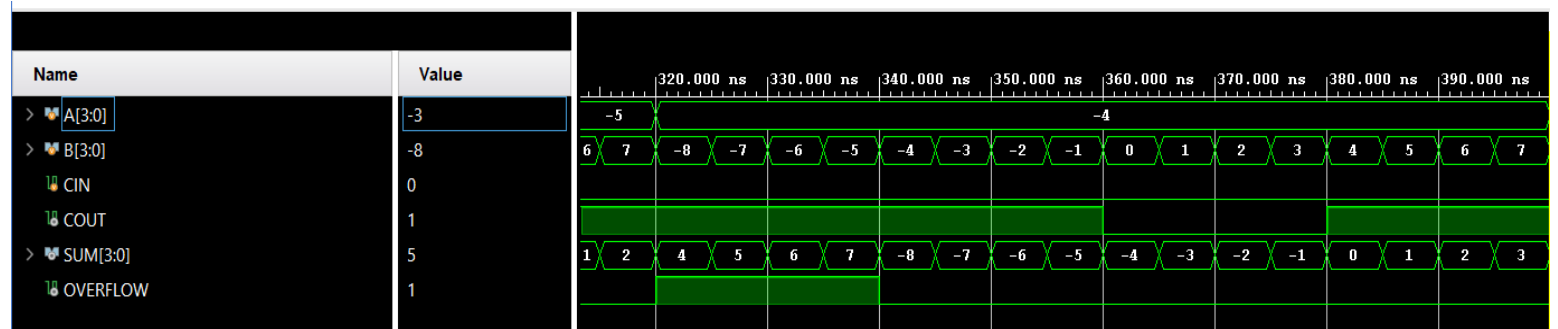 Name Value 320.000 ns 330.000 ns 340.000 ns 350.000 ns 360.000 ns 370.000 ns 380.000 ns 390.000 ns
A[3:0] -3 -5 -4
B[3:0] -8 6 7 -8 -7 -6 -5 -4 -3 -2 -1 0 1 2 3 4 5 6 7
CIN 0
COUT 1
SUM[3:0] 5 1 2 4 5 6 7 -8 -7 -6 -5 -4 -3 -2 -1 0 1 2 3
OVERFLOW 1